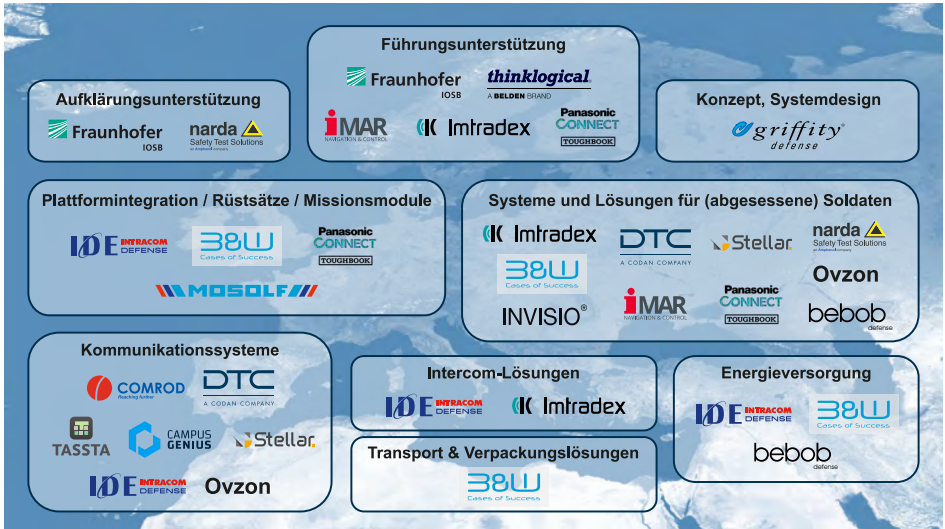 Führungsunterstützung
Fraunhofer
IOSB
thinklogical®
A BELDEN BRAND
iMAR
NAVIGATION & CONTROL
Imtradex
Panasonic
CONNECT
TOUGHBOOK
Aufklärungsunterstützung
Fraunhofer
IOSB
narda
Safety Test Solutions
Konzept, Systemdesign
griffity®
defense
Plattformintegration / Rüstsätze / Missionsmodule
IDE INTRACOM
DEFENSE
B&W
Cases of Success
Panasonic
CONNECT
TOUGHBOOK
MOSOLF
Systeme und Lösungen für (abgesessene) Soldaten
Imtradex
DTC
A CODAN COMPANY
Stellar
narda
Safety Test Solutions
B&W
Cases of Success
Ovzon
INVISIO®
iMAR
NAVIGATION & CONTROL
Panasonic
CONNECT
TOUGHBOOK
bebob
defense
Kommunikationssysteme
COMROD
Reaching further
DTC
A CODAN COMPANY
TASSTA
CAMPUS
GENIUS
Stellar
IDE INTRACOM
DEFENSE
Ovzon
Intercom-Lösungen
IDE INTRACOM
DEFENSE
Imtradex
Transport & Verpackungslösungen
B&W
Cases of Success
Energieversorgung
IDE INTRACOM
DEFENSE
B&W
Cases of Success
bebob
defense